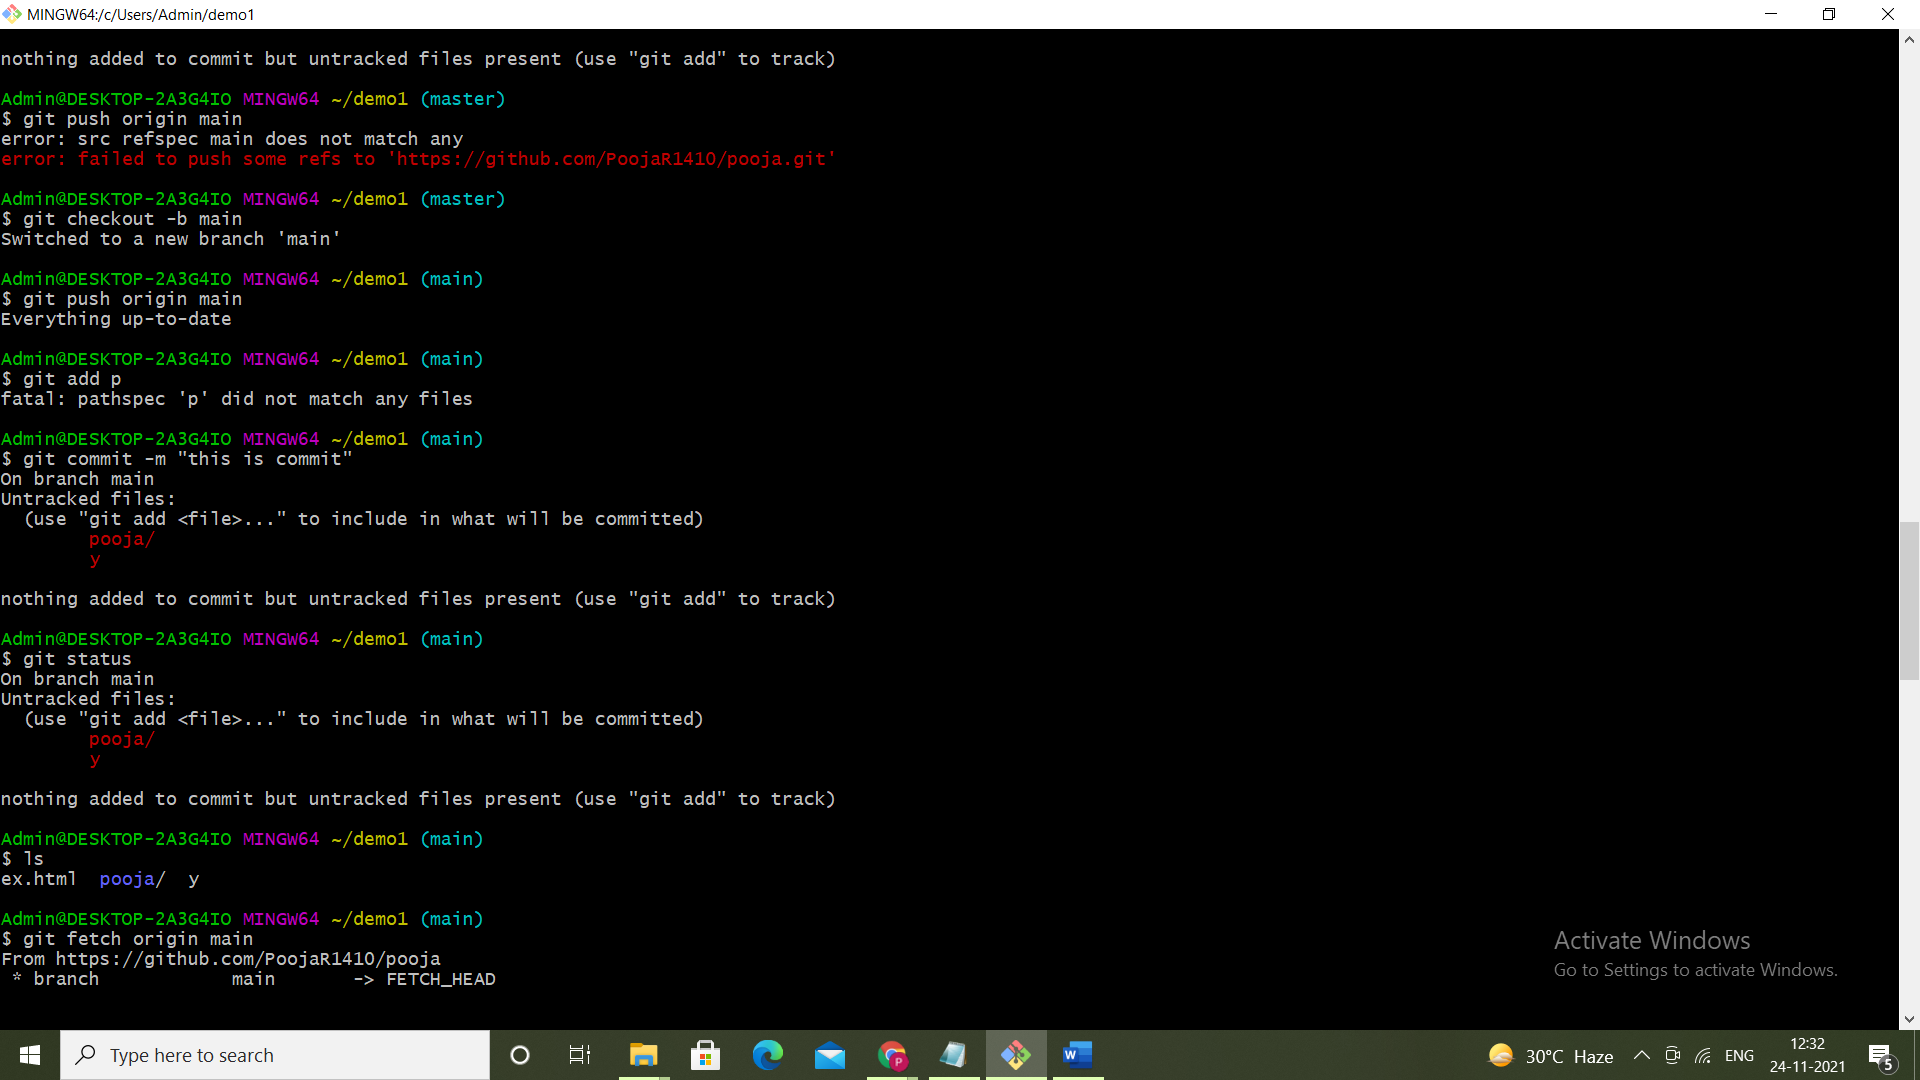 MINGW64:/c/Users/Admin/demo1
nothing added to commit but untracked files present (use "git add" to track)
Admin@DESKTOP-2A3G4IO MINGW64 ~/demo1 (master)
$ git push origin main
error: src refspec main does not match any
error: failed to push some refs to 'https://github.com/PoojaR1410/pooja.git'
Admin@DESKTOP-2A3G4IO MINGW64 ~/demo1 (master)
$ git checkout -b main
Switched to a new branch 'main'
Admin@DESKTOP-2A3G4IO MINGW64 ~/demo1 (main)
$ git push origin main
Everything up-to-date
Admin@DESKTOP-2A3G4IO MINGW64 ~/demo1 (main)
$ git add p
fatal: pathspec 'p' did not match any files
Admin@DESKTOP-2A3G4IO MINGW64 ~/demo1 (main)
$ git commit -m "this is commit"
On branch main
Untracked files:
  (use "git add <file>..." to include in what will be committed)
        pooja/
        y
nothing added to commit but untracked files present (use "git add" to track)
Admin@DESKTOP-2A3G4IO MINGW64 ~/demo1 (main)
$ git status
On branch main
Untracked files:
  (use "git add <file>..." to include in what will be committed)
        pooja/
        y
nothing added to commit but untracked files present (use "git add" to track)
Admin@DESKTOP-2A3G4IO MINGW64 ~/demo1 (main)
$ ls
ex.html  pooja/  y
Admin@DESKTOP-2A3G4IO MINGW64 ~/demo1 (main)
$ git fetch origin main
From https://github.com/PoojaR1410/pooja
 * branch            main       -> FETCH_HEAD
Activate Windows
Go to Settings to activate Windows.
Type here to search
30°C Haze
ENG
12:32
24-11-2021
5